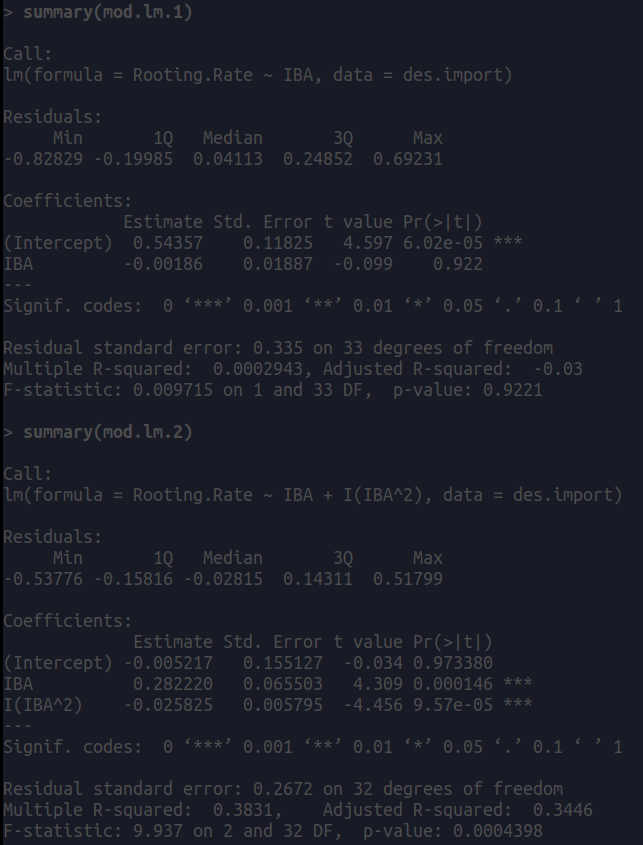 > summary(mod.lm.1)

Call:
lm(formula = Rooting.Rate ~ IBA, data = des.import)

Residuals:
     Min       1Q   Median       3Q      Max
-0.82829 -0.19985  0.04113  0.24852  0.69231

Coefficients:
            Estimate Std. Error t value Pr(>|t|)
(Intercept)  0.54357    0.11825   4.597 6.02e-05 ***
IBA         -0.00186    0.01887  -0.099    0.922
---
Signif. codes:  0 ‘***’ 0.001 ‘**’ 0.01 ‘*’ 0.05 ‘.’ 0.1 ‘ ’ 1

Residual standard error: 0.335 on 33 degrees of freedom
Multiple R-squared:  0.0002943, Adjusted R-squared:  -0.03
F-statistic: 0.009715 on 1 and 33 DF,  p-value: 0.9221

> summary(mod.lm.2)

Call:
lm(formula = Rooting.Rate ~ IBA + I(IBA^2), data = des.import)

Residuals:
     Min       1Q   Median       3Q      Max
-0.53776 -0.15816 -0.02815  0.14311  0.51799

Coefficients:
             Estimate Std. Error t value Pr(>|t|)
(Intercept) -0.005217   0.155127  -0.034 0.973380
IBA          0.282220   0.065503   4.309 0.000146 ***
I(IBA^2)    -0.025825   0.005795  -4.456 9.57e-05 ***
---
Signif. codes:  0 ‘***’ 0.001 ‘**’ 0.01 ‘*’ 0.05 ‘.’ 0.1 ‘ ’ 1

Residual standard error: 0.2672 on 32 degrees of freedom
Multiple R-squared:  0.3831,    Adjusted R-squared:  0.3446
F-statistic: 9.937 on 2 and 32 DF,  p-value: 0.0004398